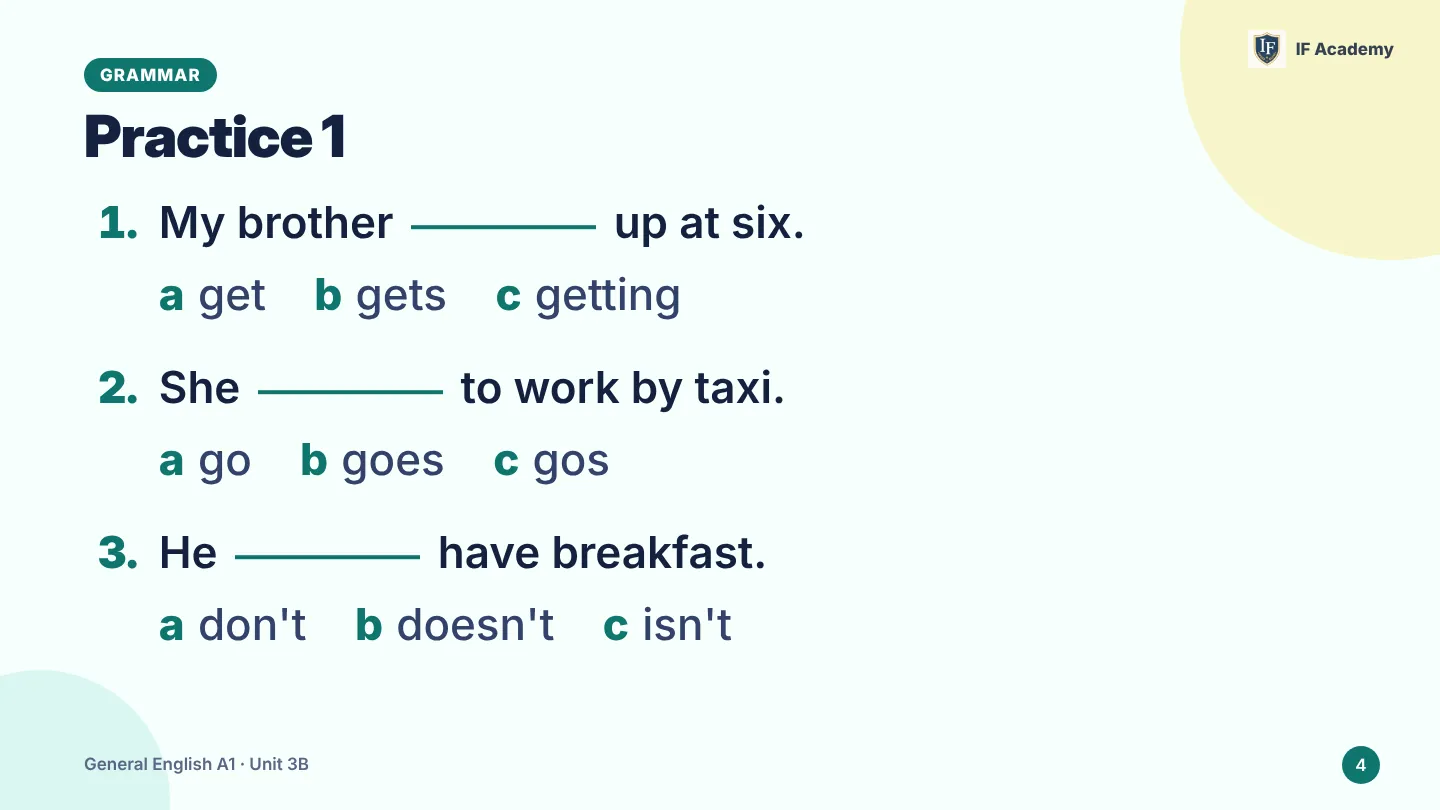 IF Academy
GRAMMAR
Practice 1
1. My brother ________ up at six.
a get b gets c getting
2. She ________ to work by taxi.
a go b goes c gos
3. He ________ have breakfast.
a don't b doesn't c isn't
General English A1 · Unit 3B
4